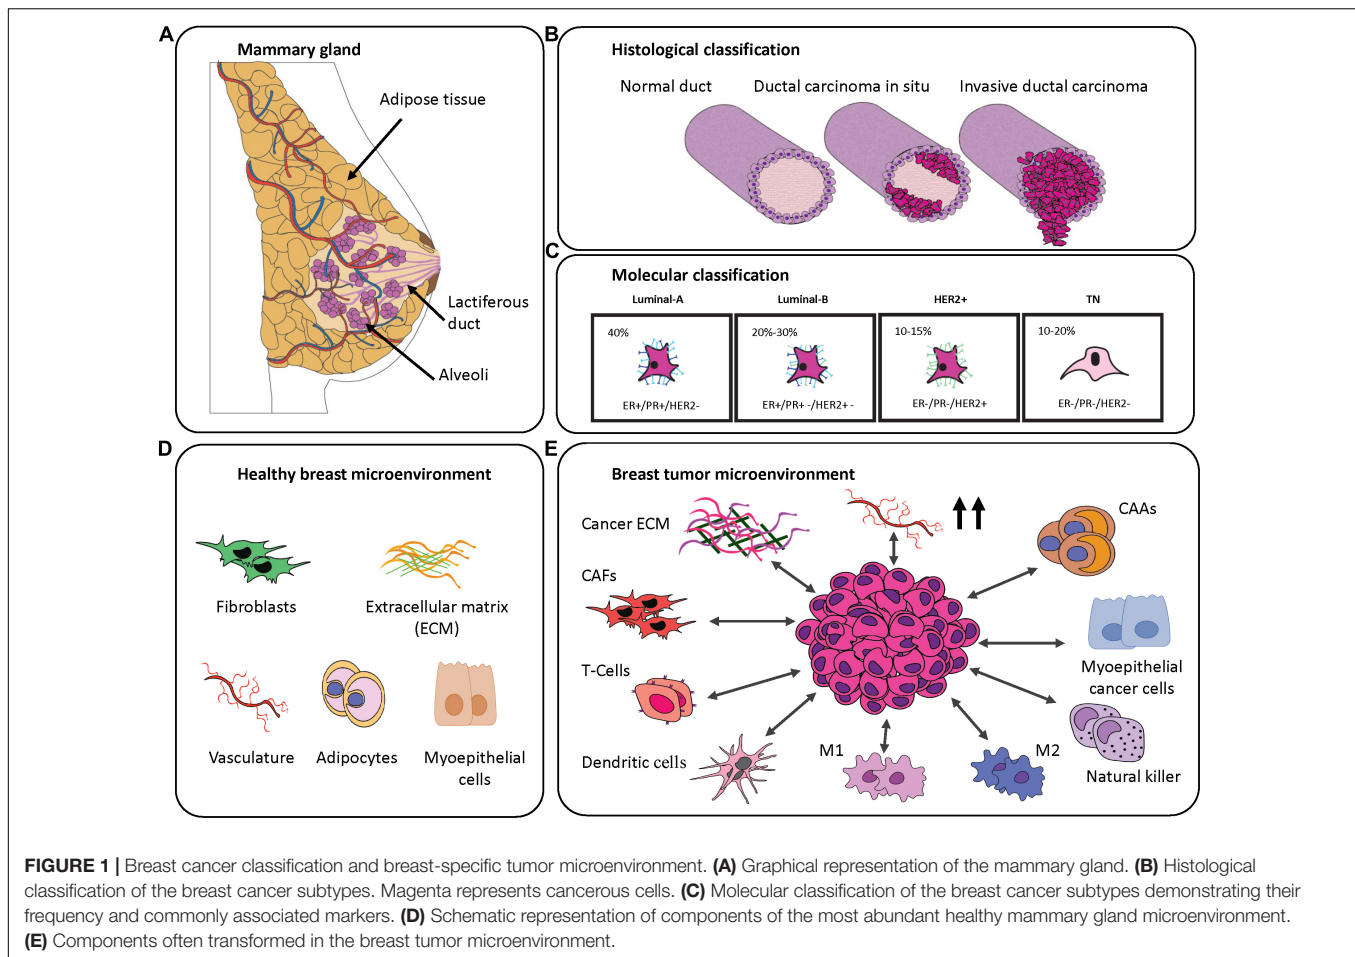 A
Mammary gland
Adipose tissue
Lactiferous
duct
Alveoli
B
Histological classification
Normal duct
Ductal carcinoma in situ
Invasive ductal carcinoma
C
Molecular classification
Luminal-A
Luminal-B
HER2+
TN
40%
20%-30%
10-15%
10-20%
ER+/PR+/HER2-
ER+/PR+ -/HER2+ -
ER-/PR-/HER2+
ER-/PR-/HER2-
D
Healthy breast microenvironment
Fibroblasts
Extracellular matrix
(ECM)
Vasculature
Adipocytes
Myoepithelial
cells
E
Breast tumor microenvironment
Cancer ECM
CAAs
CAFs
T-Cells
Myoepithelial
cancer cells
Dendritic cells
M1
M2
Natural killer
FIGURE 1 | Breast cancer classification and breast-specific tumor microenvironment. (A) Graphical representation of the mammary gland. (B) Histological
classification of the breast cancer subtypes. Magenta represents cancerous cells. (C) Molecular classification of the breast cancer subtypes demonstrating their
frequency and commonly associated markers. (D) Schematic representation of components of the most abundant healthy mammary gland microenvironment.
(E) Components often transformed in the breast tumor microenvironment.